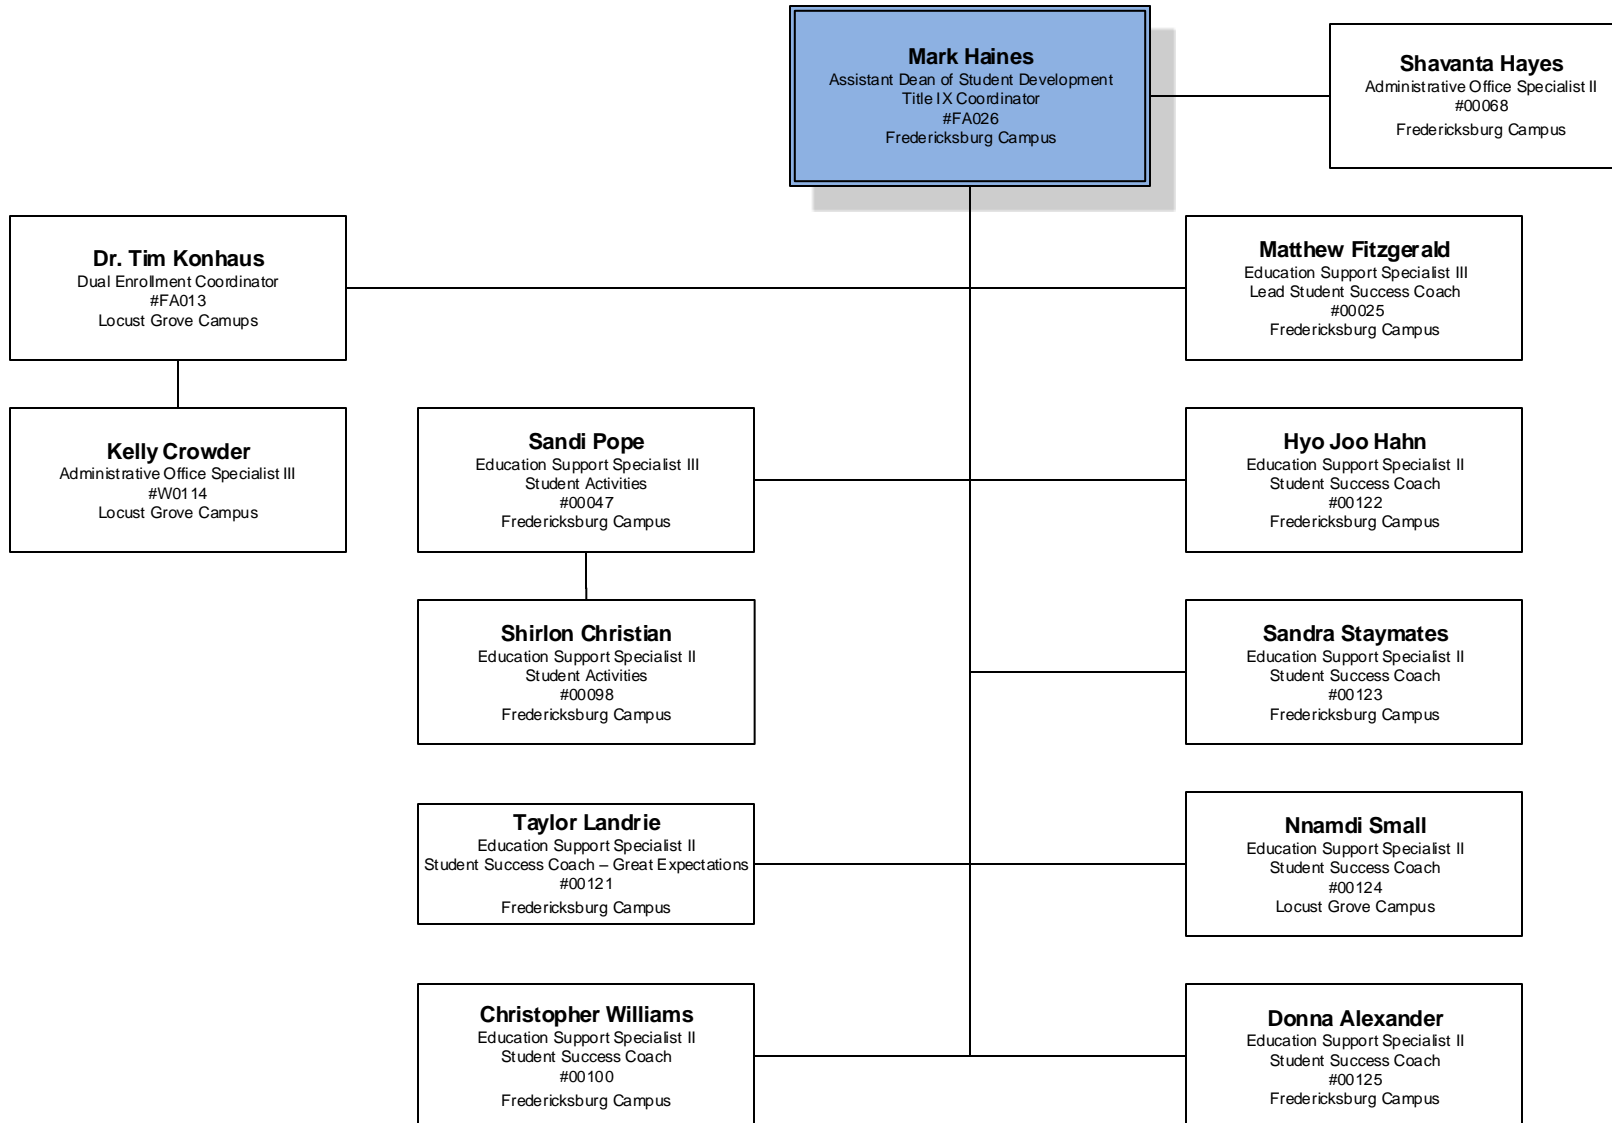 Mark Haines
Assistant Dean of Student Development
Title IX Coordinator
#FA026
Fredericksburg Campus
Shavanta Hayes
Administrative Office Specialist II
#00068
Fredericksburg Campus
Dr. Tim Konhaus
Dual Enrollment Coordinator
#FA013
Locust Grove Camups
Matthew Fitzgerald
Education Support Specialist III
Lead Student Success Coach
#00025
Fredericksburg Campus
Kelly Crowder
Administrative Office Specialist III
#W0114
Locust Grove Campus
Sandi Pope
Education Support Specialist III
Student Activities
#00047
Fredericksburg Campus
Hyo Joo Hahn
Education Support Specialist II
Student Success Coach
#00122
Fredericksburg Campus
Shirlon Christian
Education Support Specialist II
Student Activities
#00098
Fredericksburg Campus
Sandra Staymates
Education Support Specialist II
Student Success Coach
#00123
Fredericksburg Campus
Taylor Landrie
Education Support Specialist II
Student Success Coach – Great Expectations
#00121
Fredericksburg Campus
Nnamdi Small
Education Support Specialist II
Student Success Coach
#00124
Locust Grove Campus
Christopher Williams
Education Support Specialist II
Student Success Coach
#00100
Fredericksburg Campus
Donna Alexander
Education Support Specialist II
Student Success Coach
#00125
Fredericksburg Campus